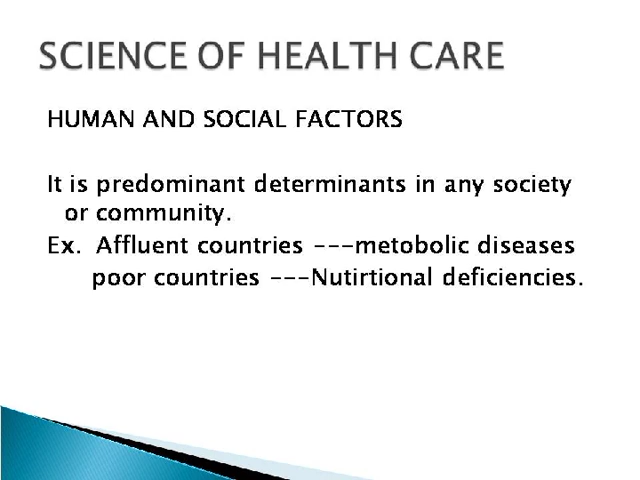 SCIENCE OF HEALTH CARE
HUMAN AND SOCIAL FACTORS
It is predominant determinants in any society
or community.
Ex. Affluent countries ---metobolic diseases
poor countries ---Nutirtional deficiencies.